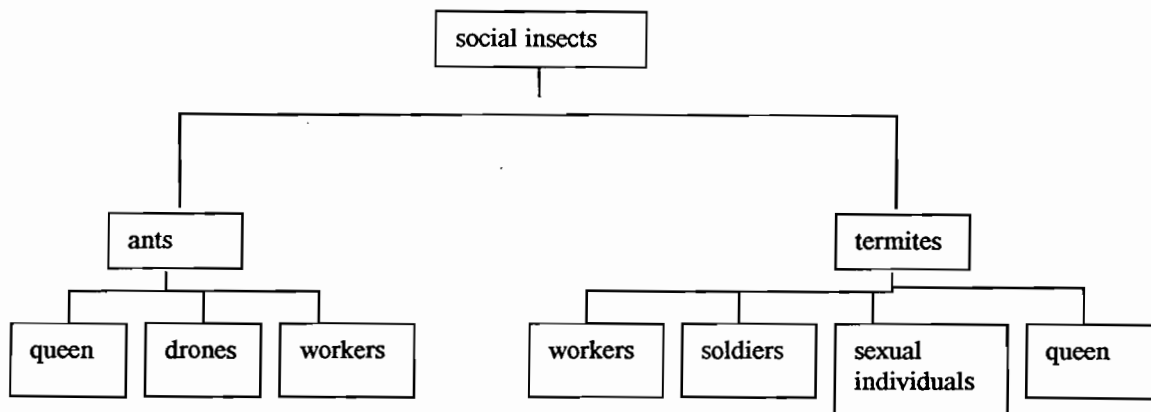 social insects
ants
termites
queen
drones
workers
workers
soldiers
sexual
individuals
queen